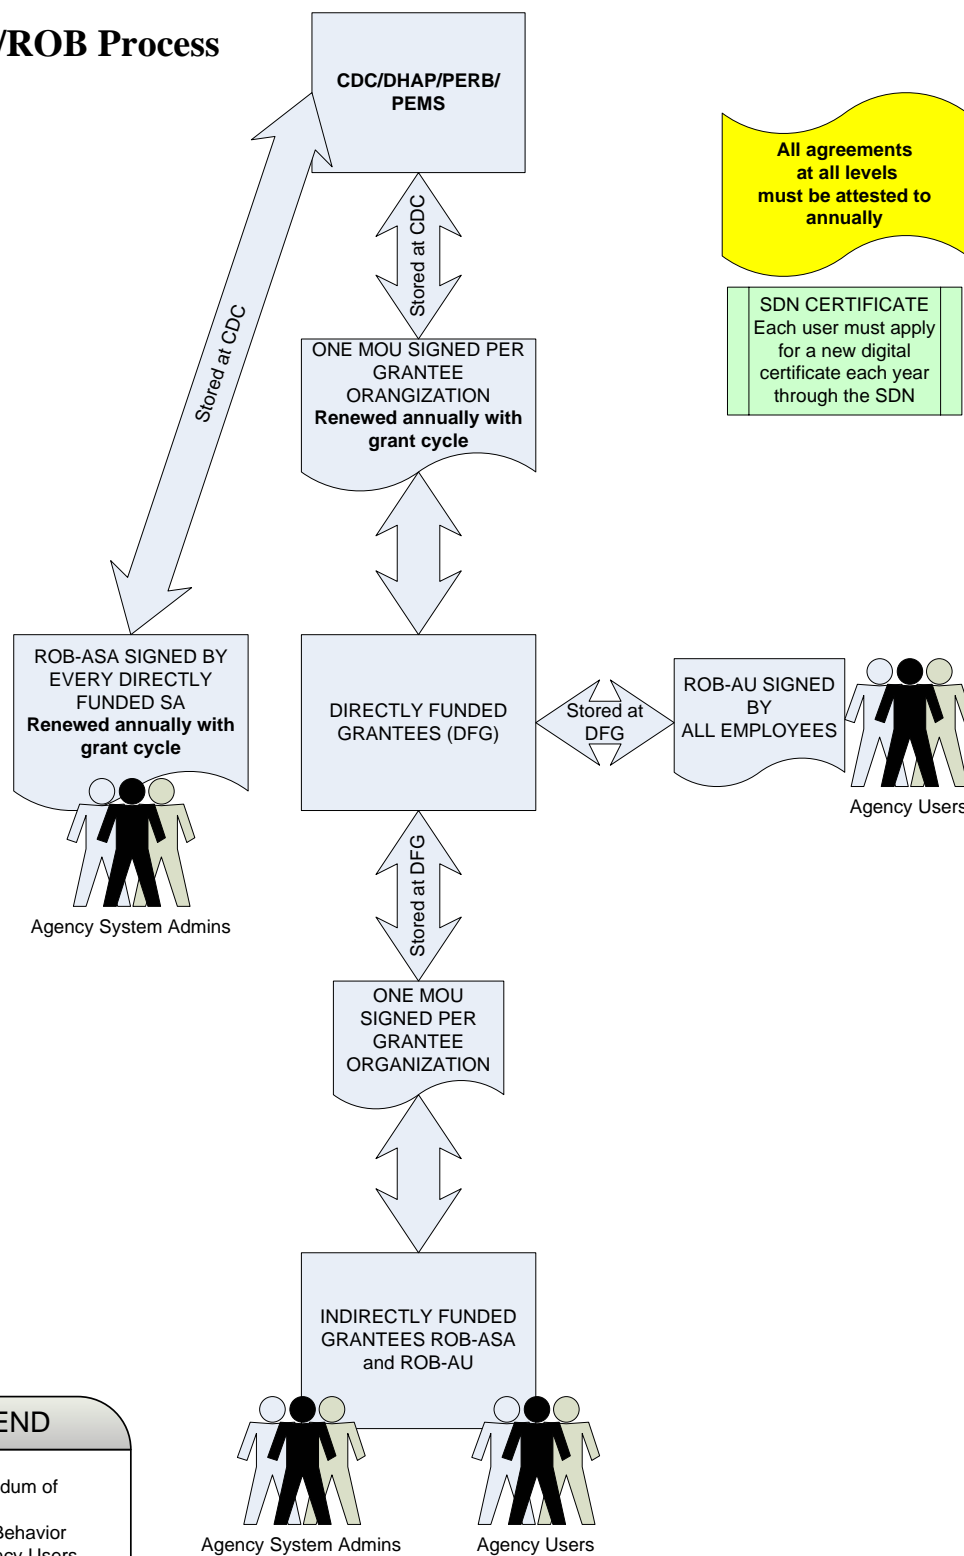 /ROB Process
CDC/DHAP/PERB/
PEMS
All agreements
at all levels
must be attested to
annually
Stored at CDC
Stored at CDC
SDN CERTIFICATE
Each user must apply
for a new digital
certificate each year
through the SDN
ONE MOU SIGNED PER
GRANTEE
ORANGIZATION
Renewed annually with
grant cycle
ROB-ASA SIGNED BY
EVERY DIRECTLY
FUNDED SA
Renewed annually with
grant cycle
Agency System Admins
DIRECTLY FUNDED
GRANTEES (DFG)
Stored at
DFG
ROB-AU SIGNED
BY
ALL EMPLOYEES
Agency Users
Stored at DFG
ONE MOU
SIGNED PER
GRANTEE
ORGANIZATION
INDIRECTLY FUNDED
GRANTEES ROB-ASA
and ROB-AU
Agency System Admins
Agency Users
END
dum of
Behavior
cy Users